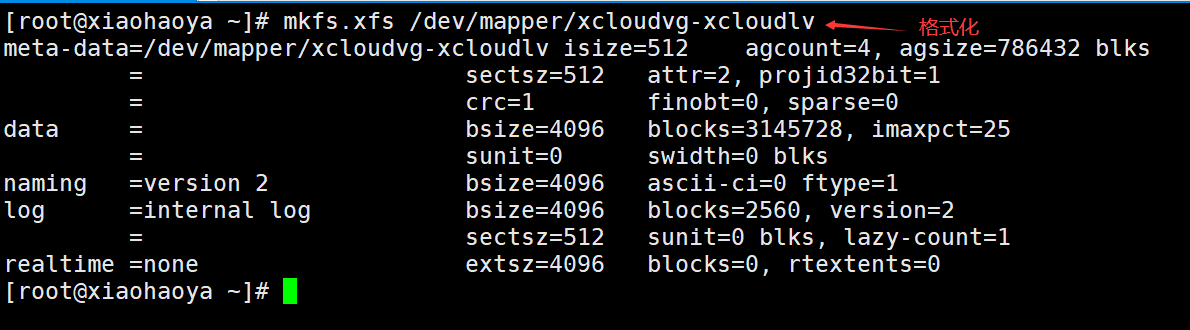 [root@xiaohaoya ~]# mkfs.xfs /dev/mapper/xcloudvg-xcloudlv 格式化
meta-data=/dev/mapper/xcloudvg-xcloudlv isize=512    agcount=4, agsize=786432 blks
         =                       sectsz=512   attr=2, projid32bit=1
         =                       crc=1        finobt=0, sparse=0
data     =                       bsize=4096   blocks=3145728, imaxpct=25
         =                       sunit=0      swidth=0 blks
naming   =version 2              bsize=4096   ascii-ci=0 ftype=1
log      =internal log           bsize=4096   blocks=2560, version=2
         =                       sectsz=512   sunit=0 blks, lazy-count=1
realtime =none                   extsz=4096   blocks=0, rtextents=0
[root@xiaohaoya ~]#